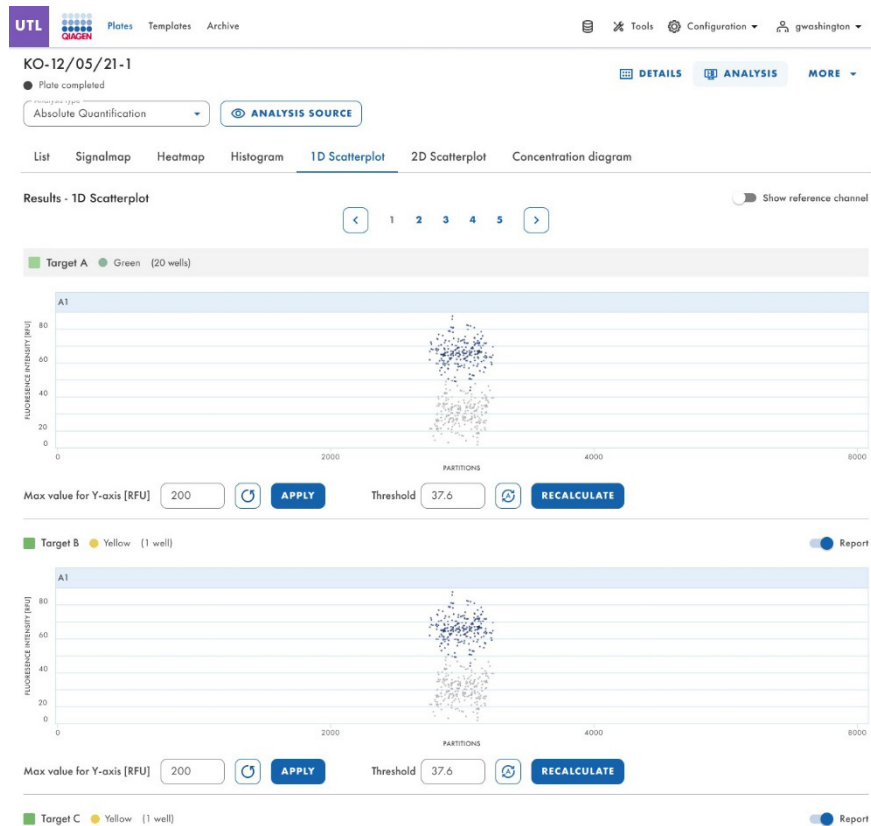 UTL QIAGEN Plates Templates Archive Tools Configuration gwashington
KO-12/05/21-1
Plate completed
DETAILS ANALYSIS MORE
Analysis type
Absolute Quantification ANALYSIS SOURCE
List Signalmap Heatmap Histogram 1D Scatterplot 2D Scatterplot Concentration diagram
Results - 1D Scatterplot Show reference channel
1 2 3 4 5
Target A Green (20 wells)
A1
FLUORESENCE INTENSITY [RFU]
80
60
40
20
0
0 2000 4000 8000
PARTITIONS
Max value for Y-axis [RFU] 200 APPLY Threshold 37.6 A RECALCULATE
Target B Yellow (1 well) Report
A1
FLUORESENCE INTENSITY [RFU]
80
60
40
20
0
0 2000 4000 8000
PARTITIONS
Max value for Y-axis [RFU] 200 APPLY Threshold 37.6 A RECALCULATE
Target C Yellow (1 well) Report